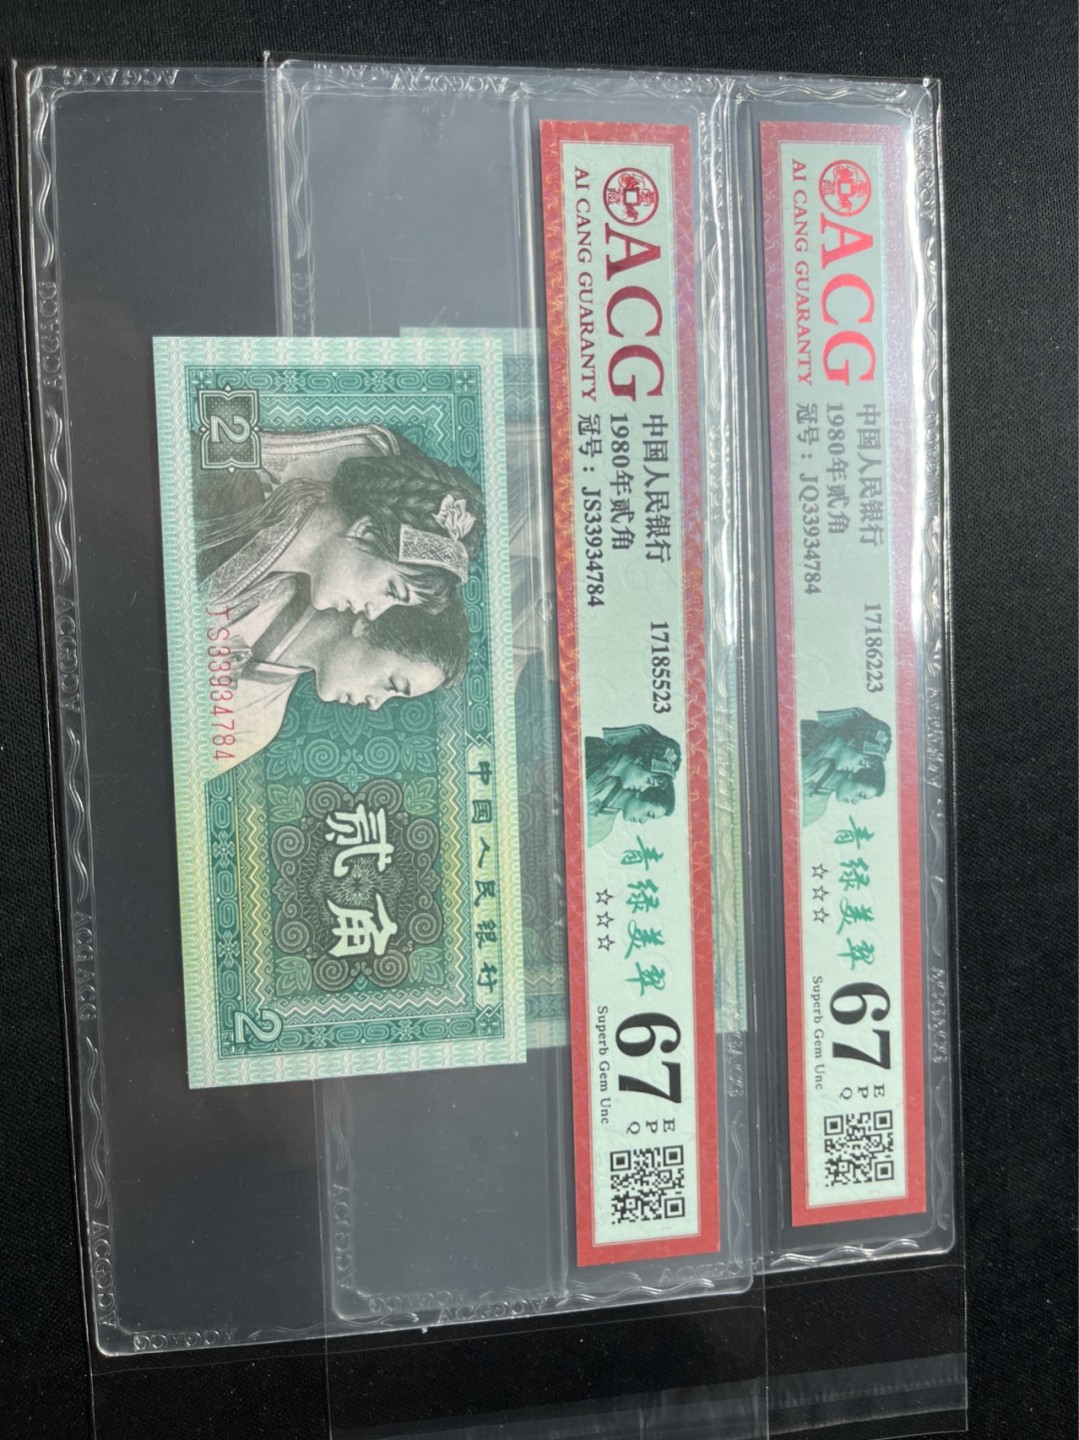 ACG
AI CANG GUARANTY
中国人民银行
1980年贰角
冠号：JQ33934784
17186223
青绿美翠
☆☆☆
67
EPQ
Superb Gem Unc
ACG
AI CANG GUARANTY
中国人民银行
1980年贰角
冠号：JS33934784
17185523
青绿美翠
☆☆☆
67
EPQ
Superb Gem Unc
中国人民银行
贰角
2
2
JS33934784